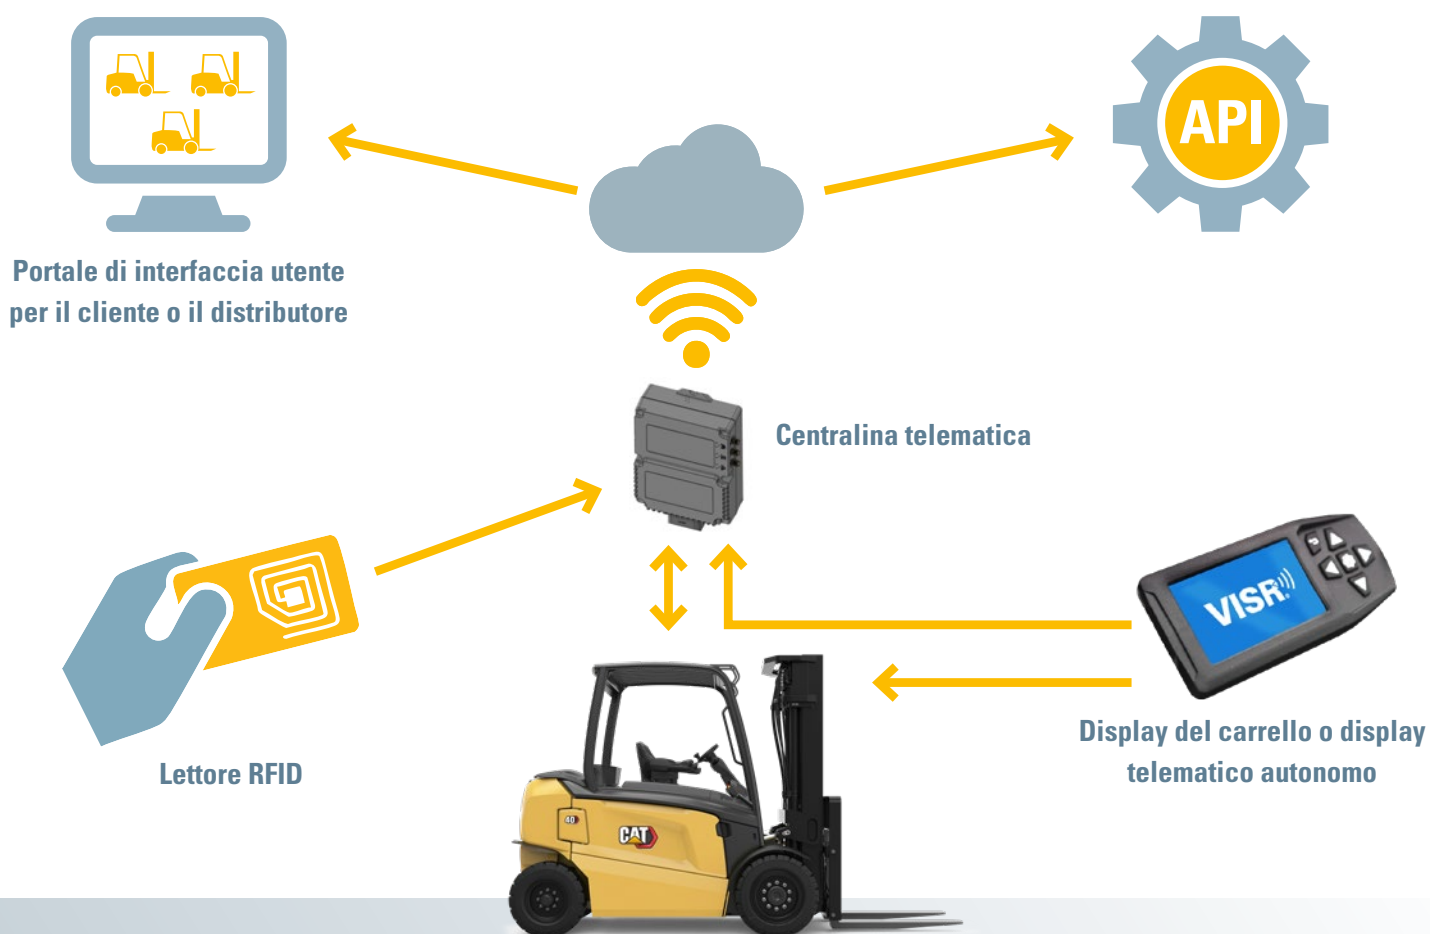 API
Portale di interfaccia utente
per il cliente o il distributore
Centralina telematica
VISR
Display del carrello o display
telematico autonomo
Lettore RFID
40
CAT